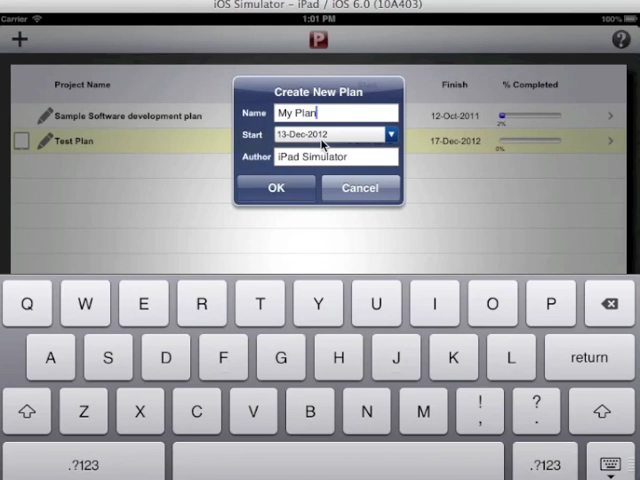 iOS Simulator – iPad / iOS 6.0 (10A403)
Carrier 1:01 PM 100%
+ P ?
Project Name Start Finish % Completed
Sample Software development plan 12-Oct-2011 2%
Test Plan 17-Dec-2012 0%
Create New Plan
Name My Plan
Start 13-Dec-2012
Author iPad Simulator
OK Cancel
Q W E R T Y U I O P
A S D F G H J K L return
Z X C V B N M ! , ? .
.?123 .?123